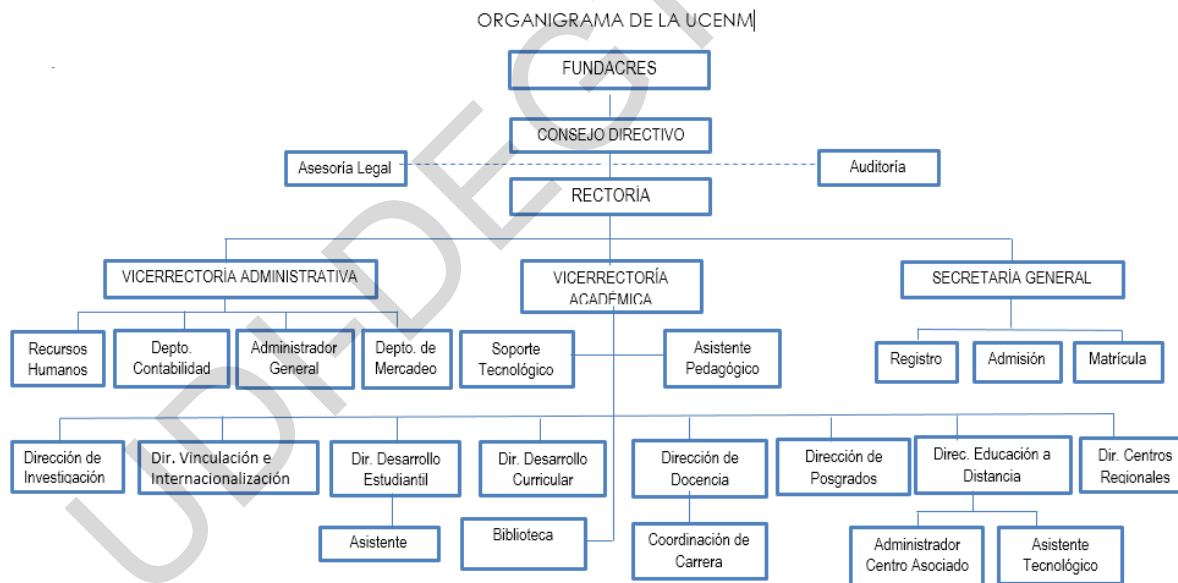 ORGANIGRAMA DE LA UCENM
FUNDACRES
CONSEJO DIRECTIVO
Asesoría Legal
Auditoría
RECTORÍA
VICERRECTORÍA ADMINISTRATIVA
VICERRECTORÍA
ACADÉMICA
SECRETARÍA GENERAL
Recursos
Humanos
Depto.
Contabilidad
Administrador
General
Depto. de
Mercadeo
Soporte
Tecnológico
Asistente
Pedagógico
Registro
Admisión
Matrícula
Dirección de
Investigación
Dir. Vinculación e
Internacionalización
Dir. Desarrollo
Estudiantil
Dir. Desarrollo
Curricular
Dirección de
Docencia
Dirección de
Posgrados
Direc. Educación a
Distancia
Dir. Centros
Regionales
Asistente
Biblioteca
Coordinación de
Carrera
Administrador
Centro Asociado
Asistente
Tecnológico